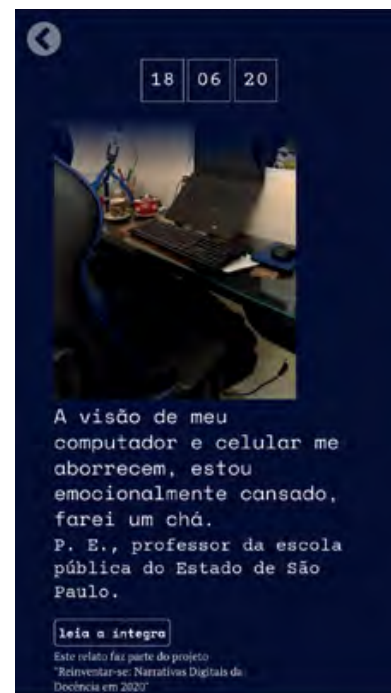 18 06 20
A visão de meu
computador e celular me
aborrecem, estou
emocionalmente cansado,
farei um chá.
P. E., professor da escola
pública do Estado de São
Paulo.
leia a íntegra
Este relato faz parte do projeto
"Reinventar-se: Narrativas Digitais da
Docência em 2020"